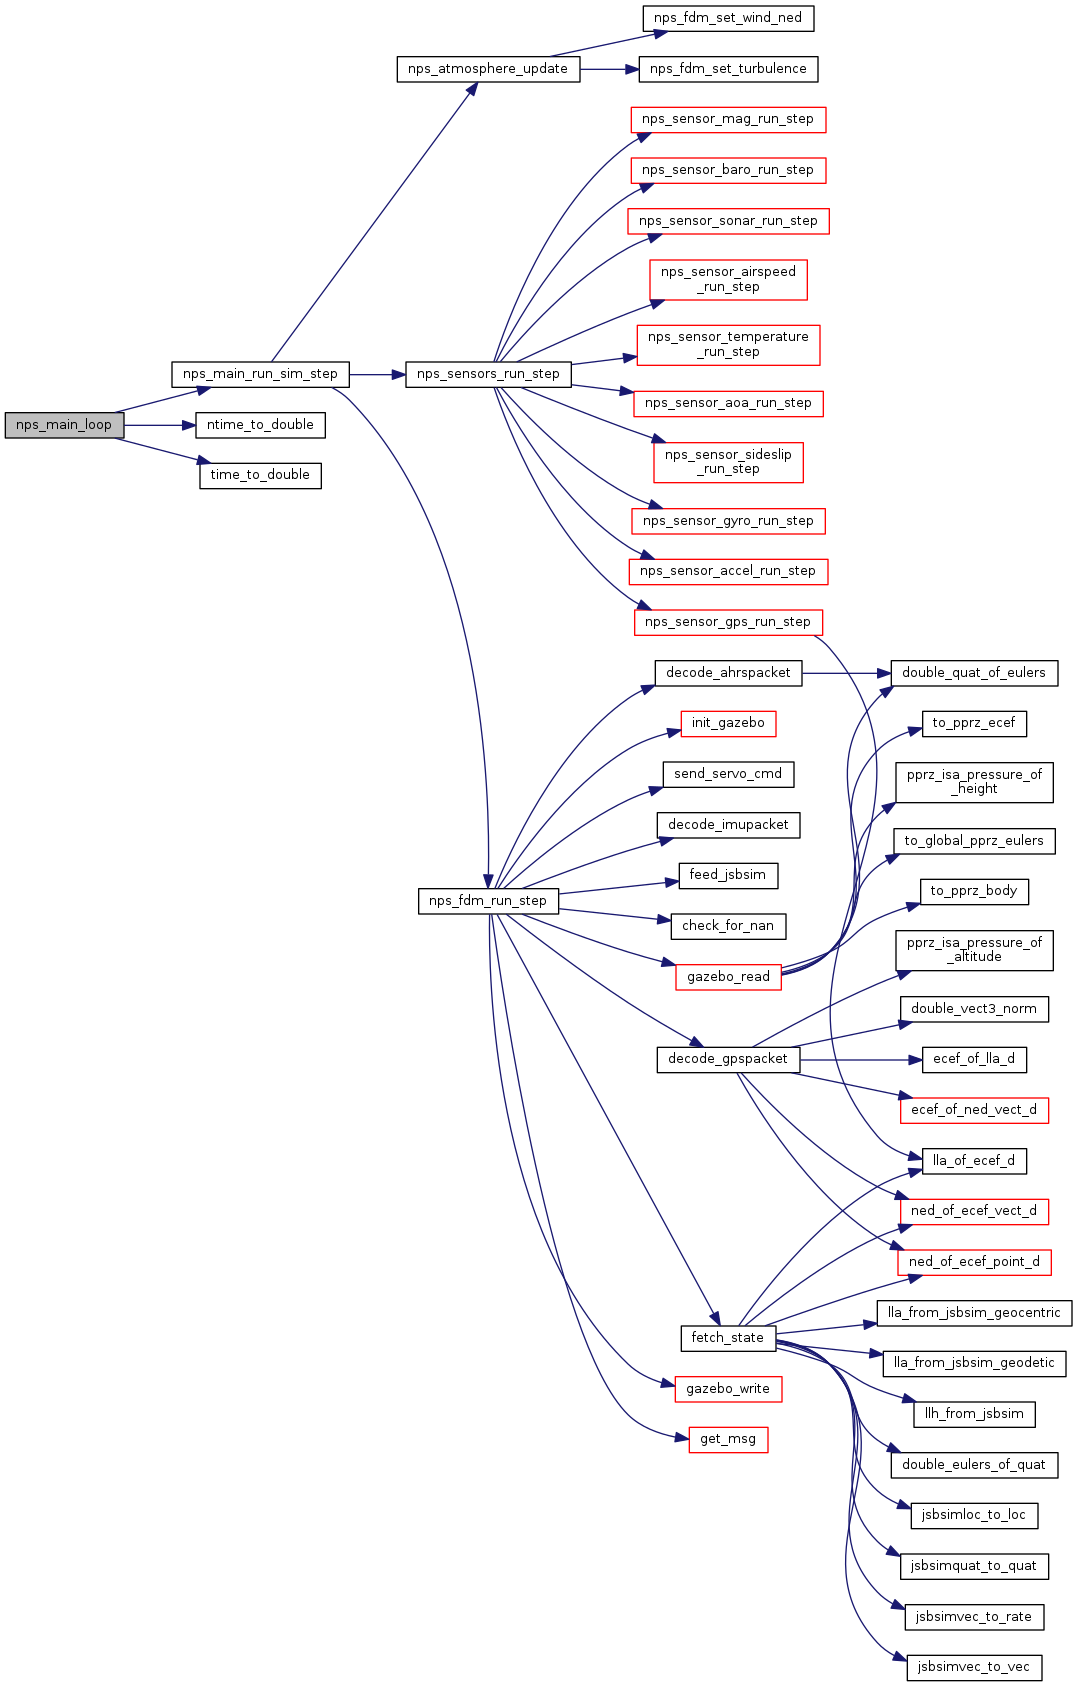 nps_fdm_set_wind_ned
nps_atmosphere_update
nps_fdm_set_turbulence
nps_sensor_mag_run_step
nps_sensor_baro_run_step
nps_sensor_sonar_run_step
nps_sensor_airspeed
_run_step
nps_sensor_temperature
_run_step
nps_main_run_sim_step
nps_sensors_run_step
nps_sensor_aoa_run_step
nps_main_loop
ntime_to_double
nps_sensor_sideslip
_run_step
time_to_double
nps_sensor_gyro_run_step
nps_sensor_accel_run_step
nps_sensor_gps_run_step
decode_ahrspacket
double_quat_of_eulers
init_gazebo
to_pprz_ecef
send_servo_cmd
pprz_isa_pressure_of
_height
decode_imupacket
to_global_pprz_eulers
feed_jsbsim
to_pprz_body
nps_fdm_run_step
check_for_nan
pprz_isa_pressure_of
_altitude
gazebo_read
double_vect3_norm
decode_gpspacket
ecef_of_lla_d
ecef_of_ned_vect_d
lla_of_ecef_d
ned_of_ecef_vect_d
ned_of_ecef_point_d
lla_from_jsbsim_geocentric
fetch_state
lla_from_jsbsim_geodetic
gazebo_write
llh_from_jsbsim
get_msg
double_eulers_of_quat
jsbsimloc_to_loc
jsbsimquat_to_quat
jsbsimvec_to_rate
jsbsimvec_to_vec